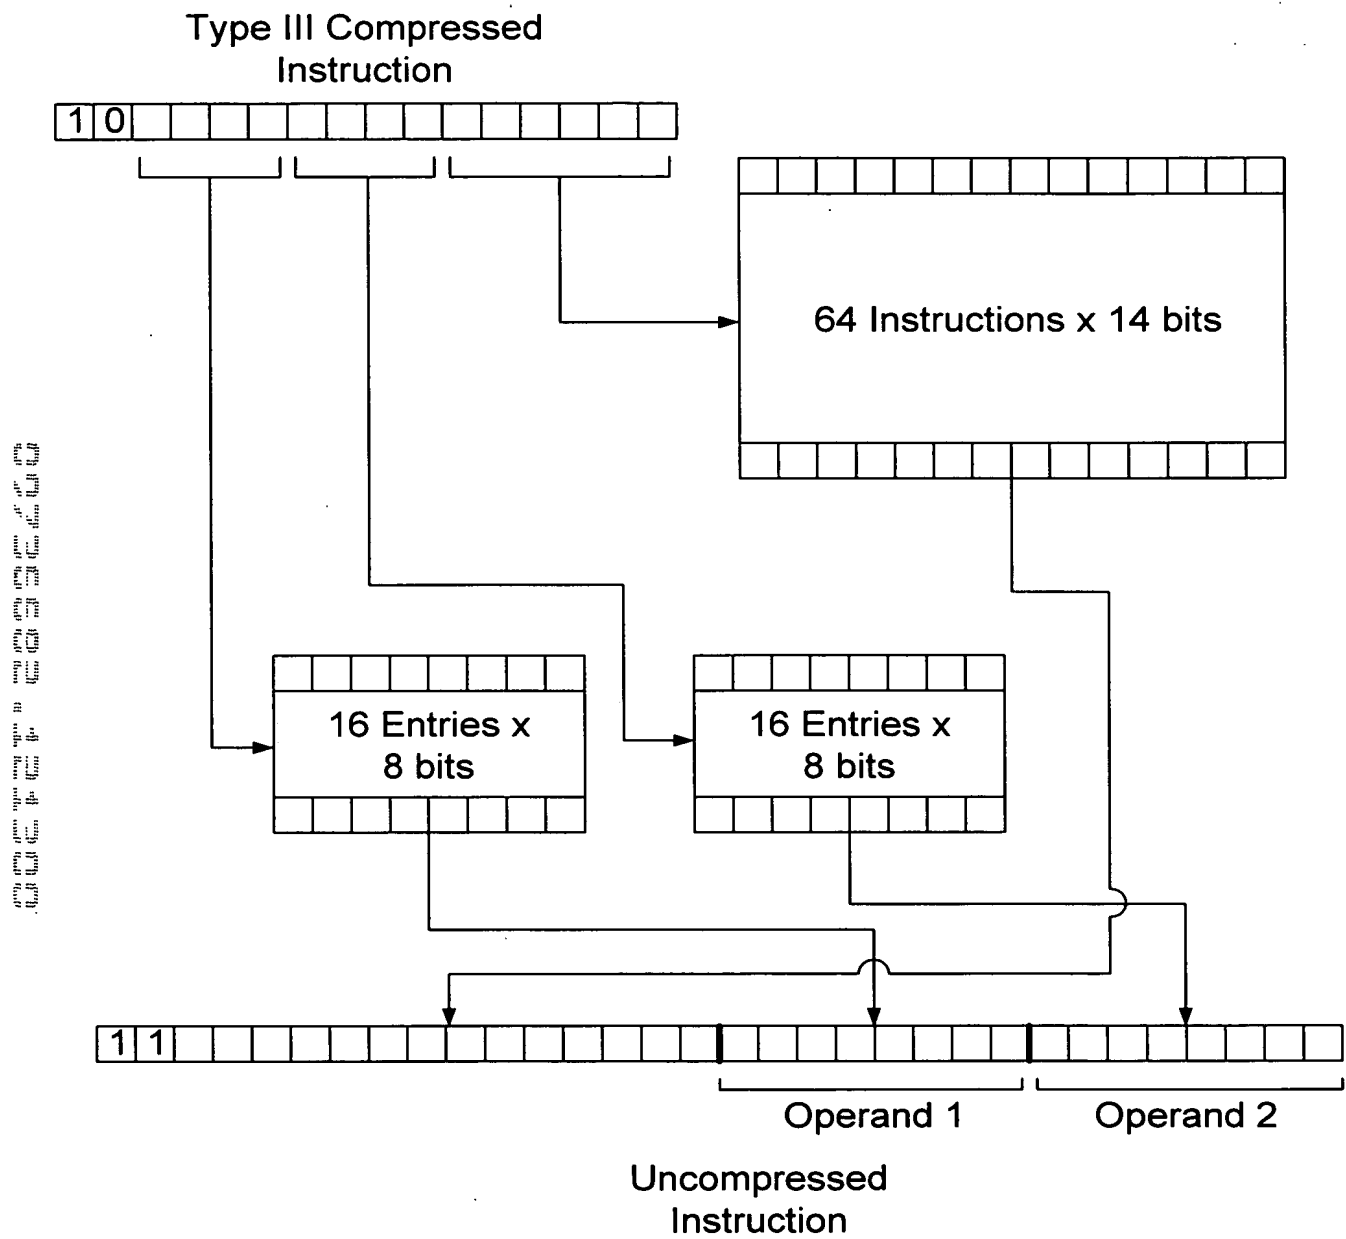 Type III Compressed
Instruction
1 0
64 Instructions x 14 bits
16 Entries x
8 bits
16 Entries x
8 bits
1 1
Operand 1
Operand 2
Uncompressed
Instruction